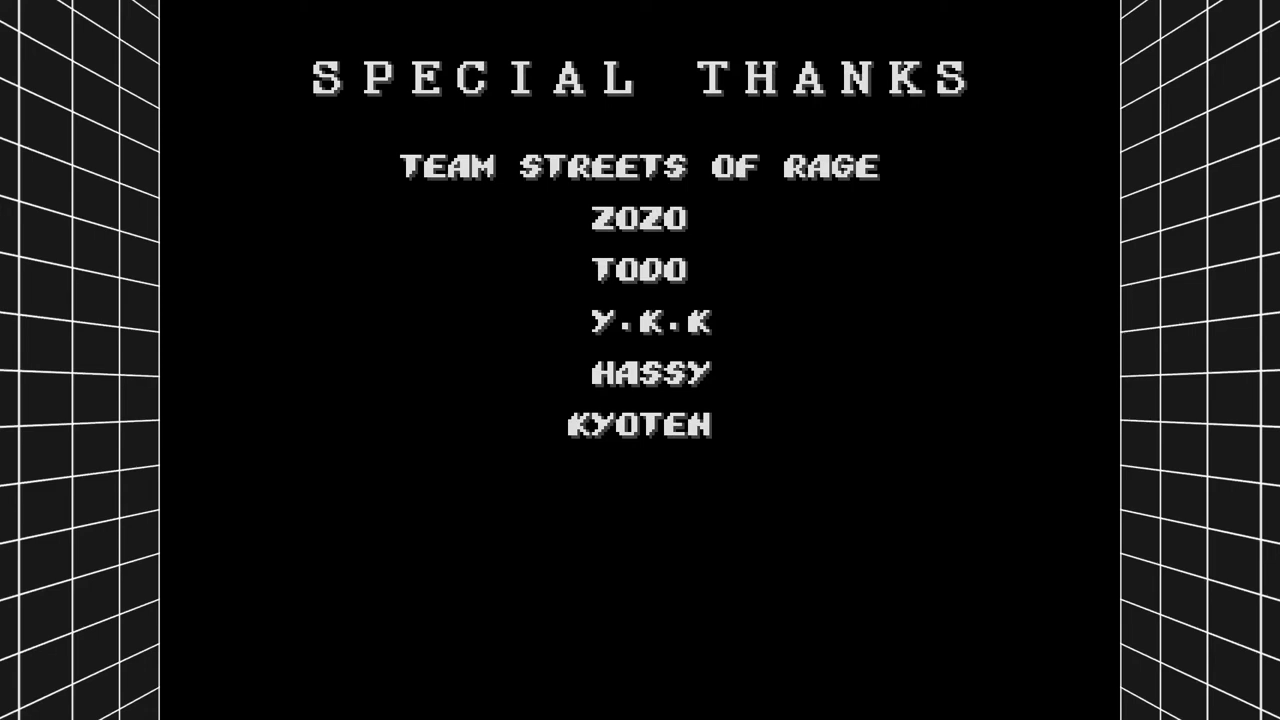 SPECIAL THANKS
TEAM STREETS OF RAGE
ZOZO
TODO
Y.K.K
HASSY
KYOTEN